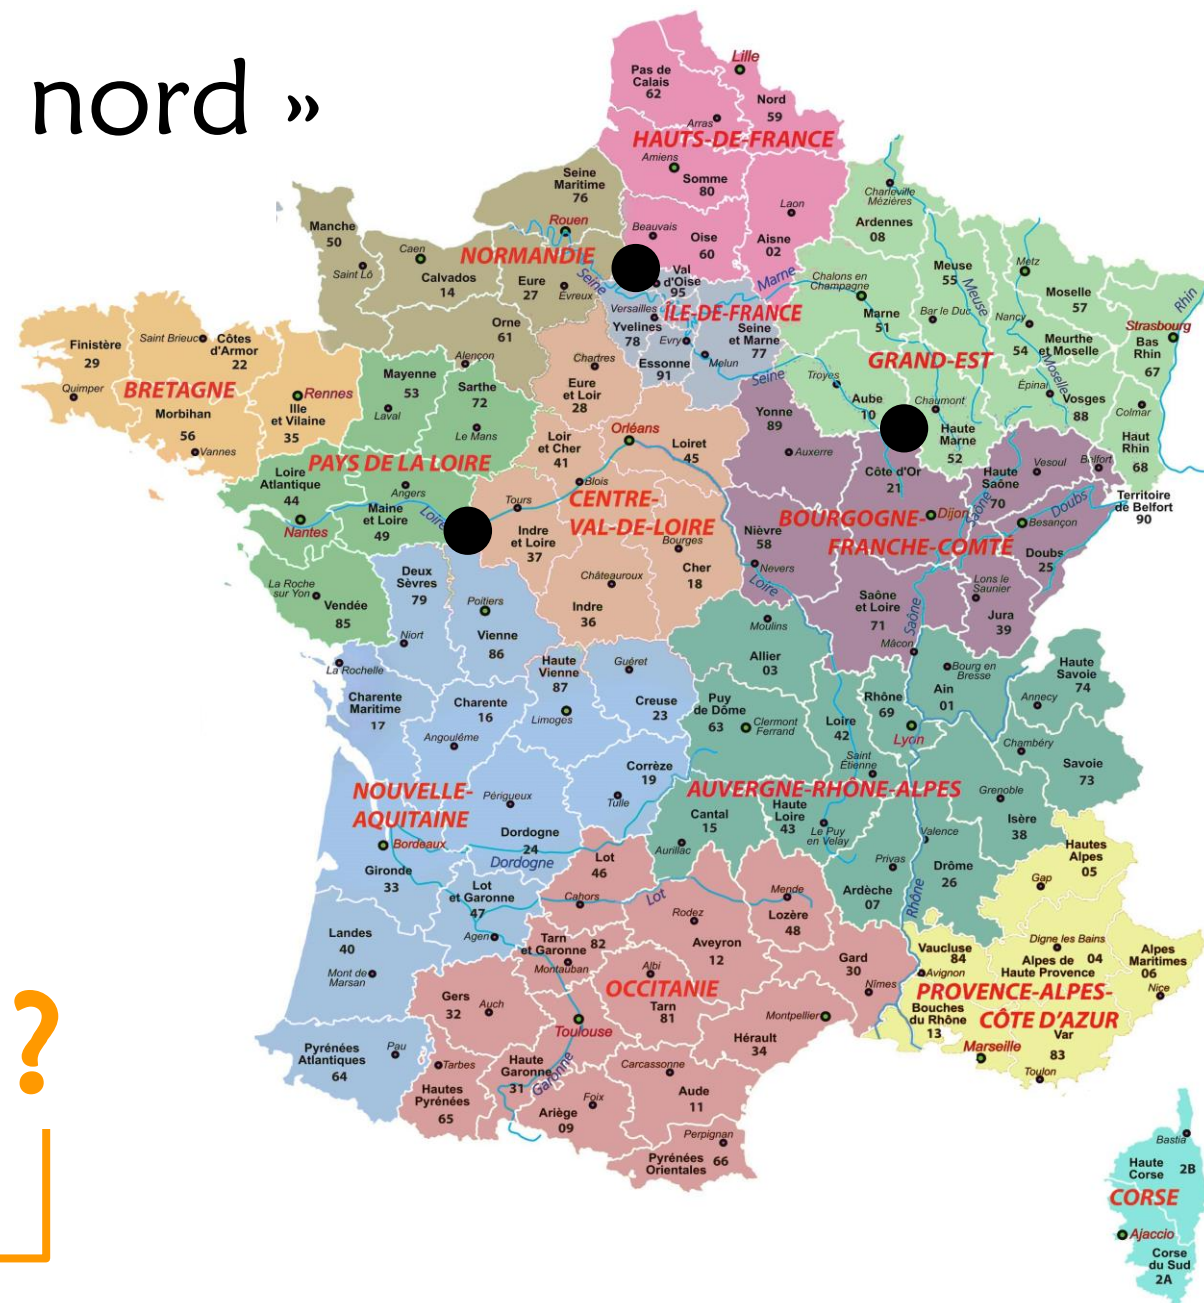 nord »
Lille
Pas de
Calais
62
Nord
59
Arras
HAUTS-DE-FRANCE
Amiens
Somme
80
Seine
Maritime
76
Charleville
Mézières
Laon
Rouen
Beauvais
Oise
60
Aisne
02
Ardennes
08
Manche
50
Caen
NORMANDIE
Saint Lô
Calvados
14
Eure
27
Evreux
Seine
Val
d'Oise
95
Marne
Chalons en
Champagne
Meuse
55
Meuse
Metz
Moselle
57
Rhin
Versailles
ÎLE-DE-FRANCE
Marne
51
Bar le Duc
Nancy
Strasbourg
Orne
61
Yvelines
78
Evry
Seine
et Marne
77
Meurthe
et Moselle
54
Bas
Rhin
67
Finistère
29
Saint Brieuc
Côtes
d'Armor
22
Alençon
Chartres
Essonne
91
Melun
GRAND-EST
Moselle
Quimper
BRETAGNE
Rennes
Mayenne
53
Sarthe
72
Eure
et Loir
28
Seine
Troyes
Aube
10
Chaumont
Épinal
Vosges
88
Colmar
Morbihan
56
Vannes
Ille
et Vilaine
35
Laval
Le Mans
Orléans
Loiret
45
Yonne
89
Auxerre
Haute
Marne
52
Haut
Rhin
68
Loir
et Cher
41
PAYS DE LA LOIRE
Loire
Atlantique
44
Angers
Blois
Côte d'Or
21
Haute
Saône
70
Vesoul
Belfort
Territoire
de Belfort
90
Nantes
Maine
et Loire
49
Loire
Tours
CENTRE-
VAL-DE-LOIRE
Indre
et Loire
37
Bourges
Nièvre
58
BOURGOGNE-
FRANCHE-COMTÉ
Dijon
Saône
Besançon
Doubs
Doubs
25
Deux
Sèvres
79
Châteauroux
Cher
18
Nevers
Loire
La Roche
sur Yon
Vendée
85
Poitiers
Indre
36
Saône
et Loire
71
Saône
Lons le
Saunier
Jura
39
Niort
Vienne
86
Moulins
Mâcon
La Rochelle
Haute
Vienne
87
Guéret
Allier
03
Bourg en
Bresse
Haute
Savoie
74
Charente
Maritime
17
Charente
16
Limoges
Creuse
23
Puy
de Dôme
63
Clermont
Ferrand
Loire
42
Rhône
69
Ain
01
Annecy
Angoulême
Lyon
Chambéry
Corrèze
19
Saint
Étienne
Savoie
73
NOUVELLE-
AQUITAINE
Périgueux
Tulle
AUVERGNE-RHÔNE-ALPES
Grenoble
Bordeaux
Dordogne
24
Dordogne
Cantal
15
Haute
Loire
43
Le Puy
en Velay
Valence
Isère
38
Gironde
33
Lot
46
Aurillac
Privas
Drôme
26
Hautes
Alpes
05
Lot
et Garonne
47
Cahors
Lot
Mende
Ardèche
07
Rhône
Gap
Rodez
Lozère
48
Landes
40
Agen
Tarn
et Garonne
82
Montauban
Aveyron
12
Gard
30
Vaucluse
84
Digne les Bains
Alpes de
Haute Provence
04
Alpes
Maritimes
06
Mont de
Marsan
Albi
Avignon
Nîmes
Nice
?
Gers
32
Auch
OCCITANIE
Tarn
81
PROVENCE-ALPES-
CÔTE D'AZUR
Toulouse
Montpellier
Bouches
du Rhône
13
Var
83
Pyrénées
Atlantiques
64
Pau
Hérault
34
Marseille
Tarbes
Haute
Garonne
31
Garonne
Carcassonne
Toulon
Hautes
Pyrénées
65
Ariège
09
Foix
Aude
11
Perpignan
Pyrénées
Orientales
66
Bastia
Haute
Corse
2B
CORSE
Ajaccio
Corse
du Sud
2A